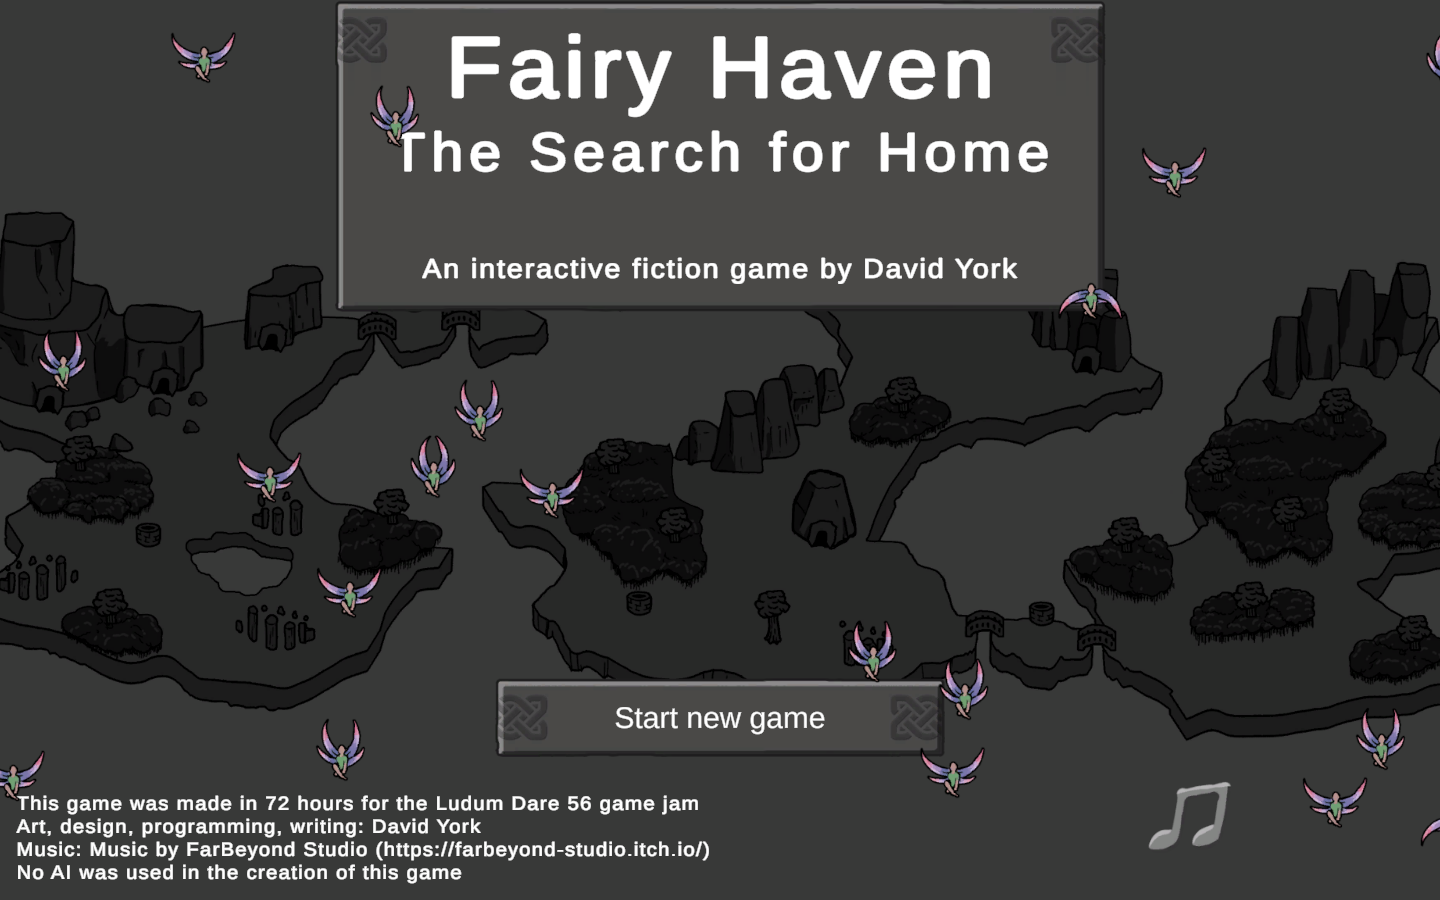 Fairy Haven
The Search for Home
An interactive fiction game by David York
Start new game
This game was made in 72 hours for the Ludum Dare 56 game jam
Art, design, programming, writing: David York
Music: Music by FarBeyond Studio (https://farbeyond-studio.itch.io/)
No AI was used in the creation of this game